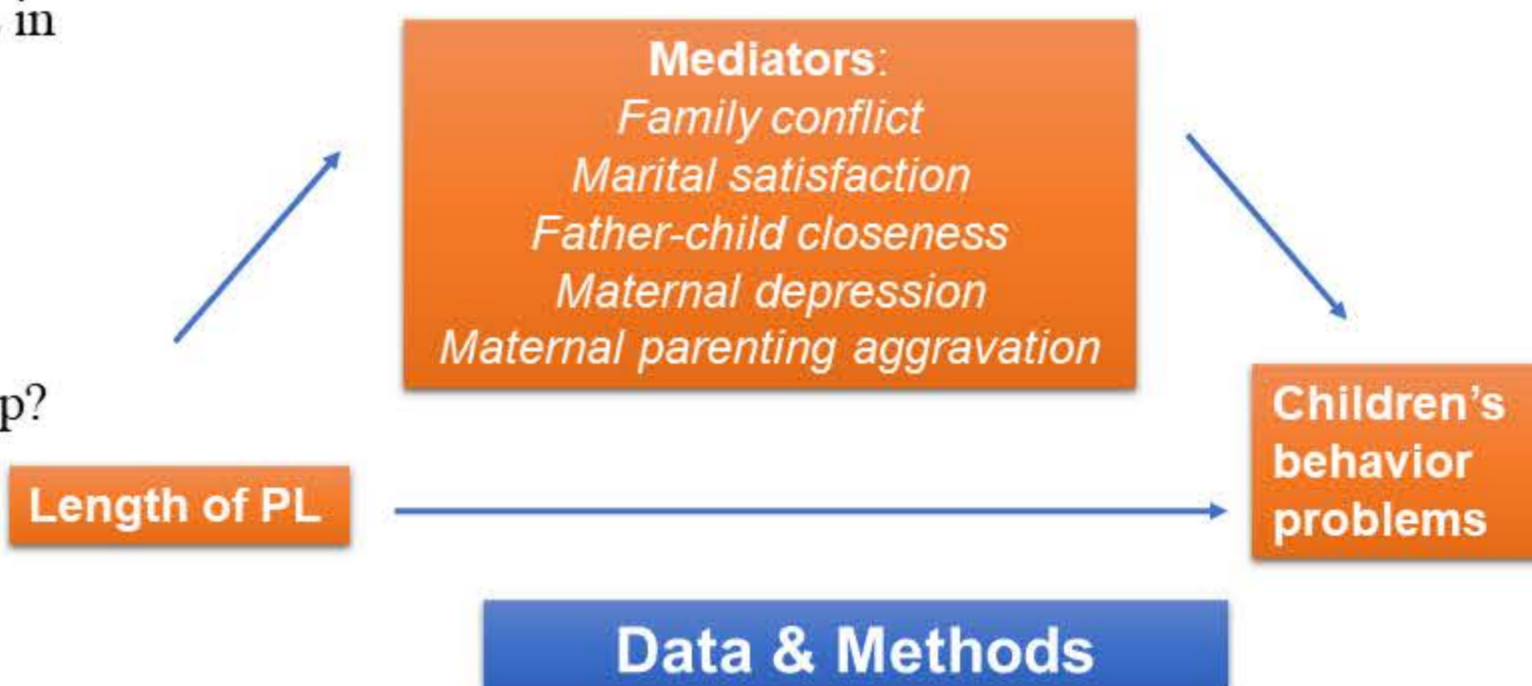 in
Mediators:
Family conflict
Marital satisfaction
Father-child closeness
Maternal depression
Maternal parenting aggravation
p?
Length of PL
Children's
behavior
problems
Data & Methods